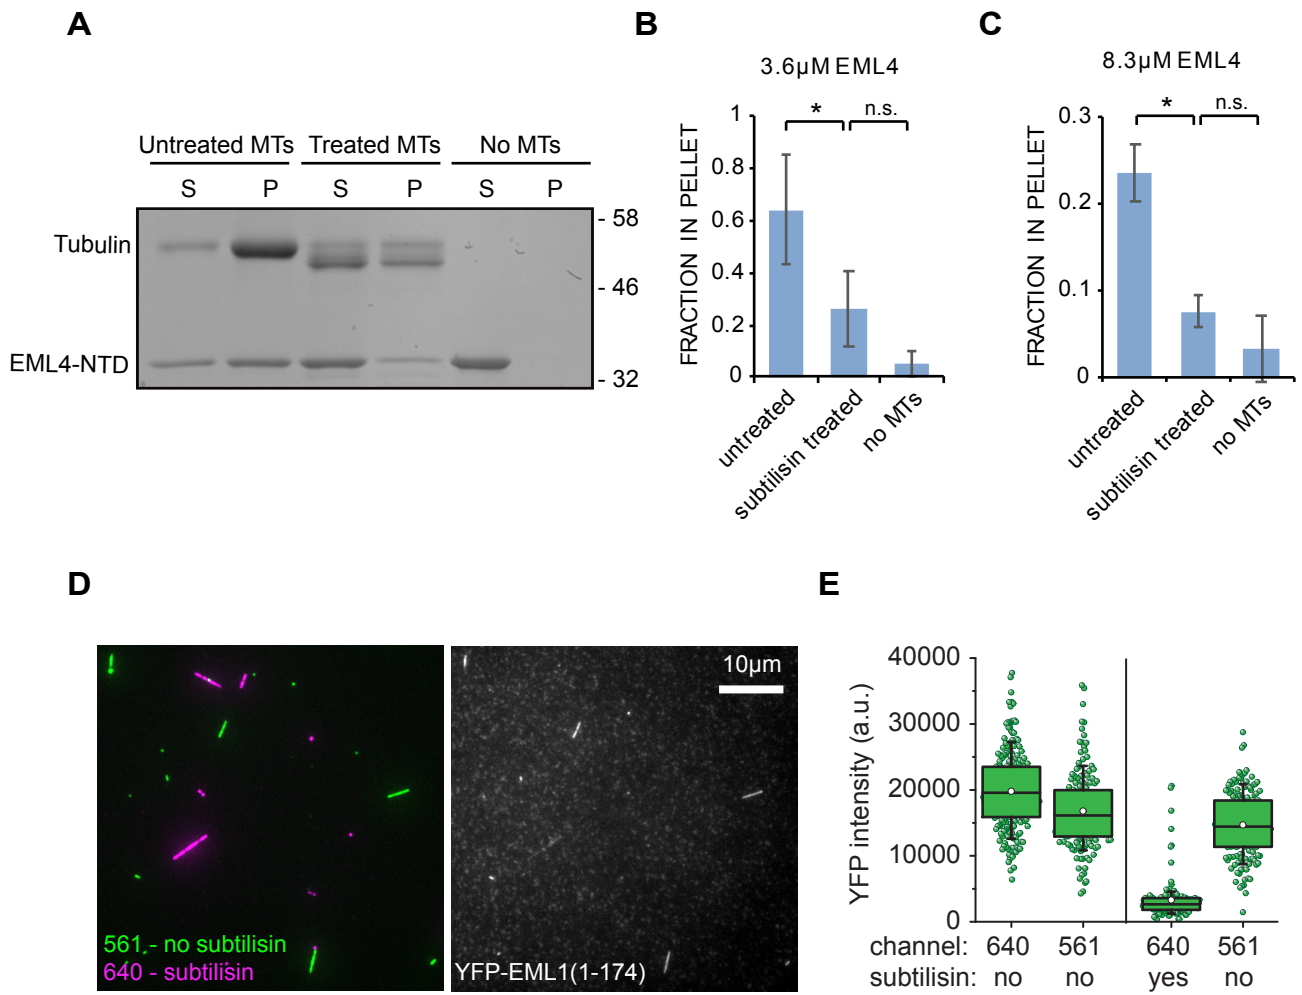 A
Untreated MTs Treated MTs No MTs
S P S P S P
Tubulin
- 58
- 46
EML4-NTD
- 32
B
3.6µM EML4
* n.s.
FRACTION IN PELLET
1
0.8
0.6
0.4
0.2
0
untreated
subtilisin treated
no MTs
C
8.3µM EML4
* n.s.
FRACTION IN PELLET
0.3
0.2
0.1
0
untreated
subtilisin treated
no MTs
D
561 - no subtilisin
640 - subtilisin
10µm
YFP-EML1(1-174)
E
YFP intensity (a.u.)
40000
30000
20000
10000
0
channel: 640 561 640 561
subtilisin: no no yes no